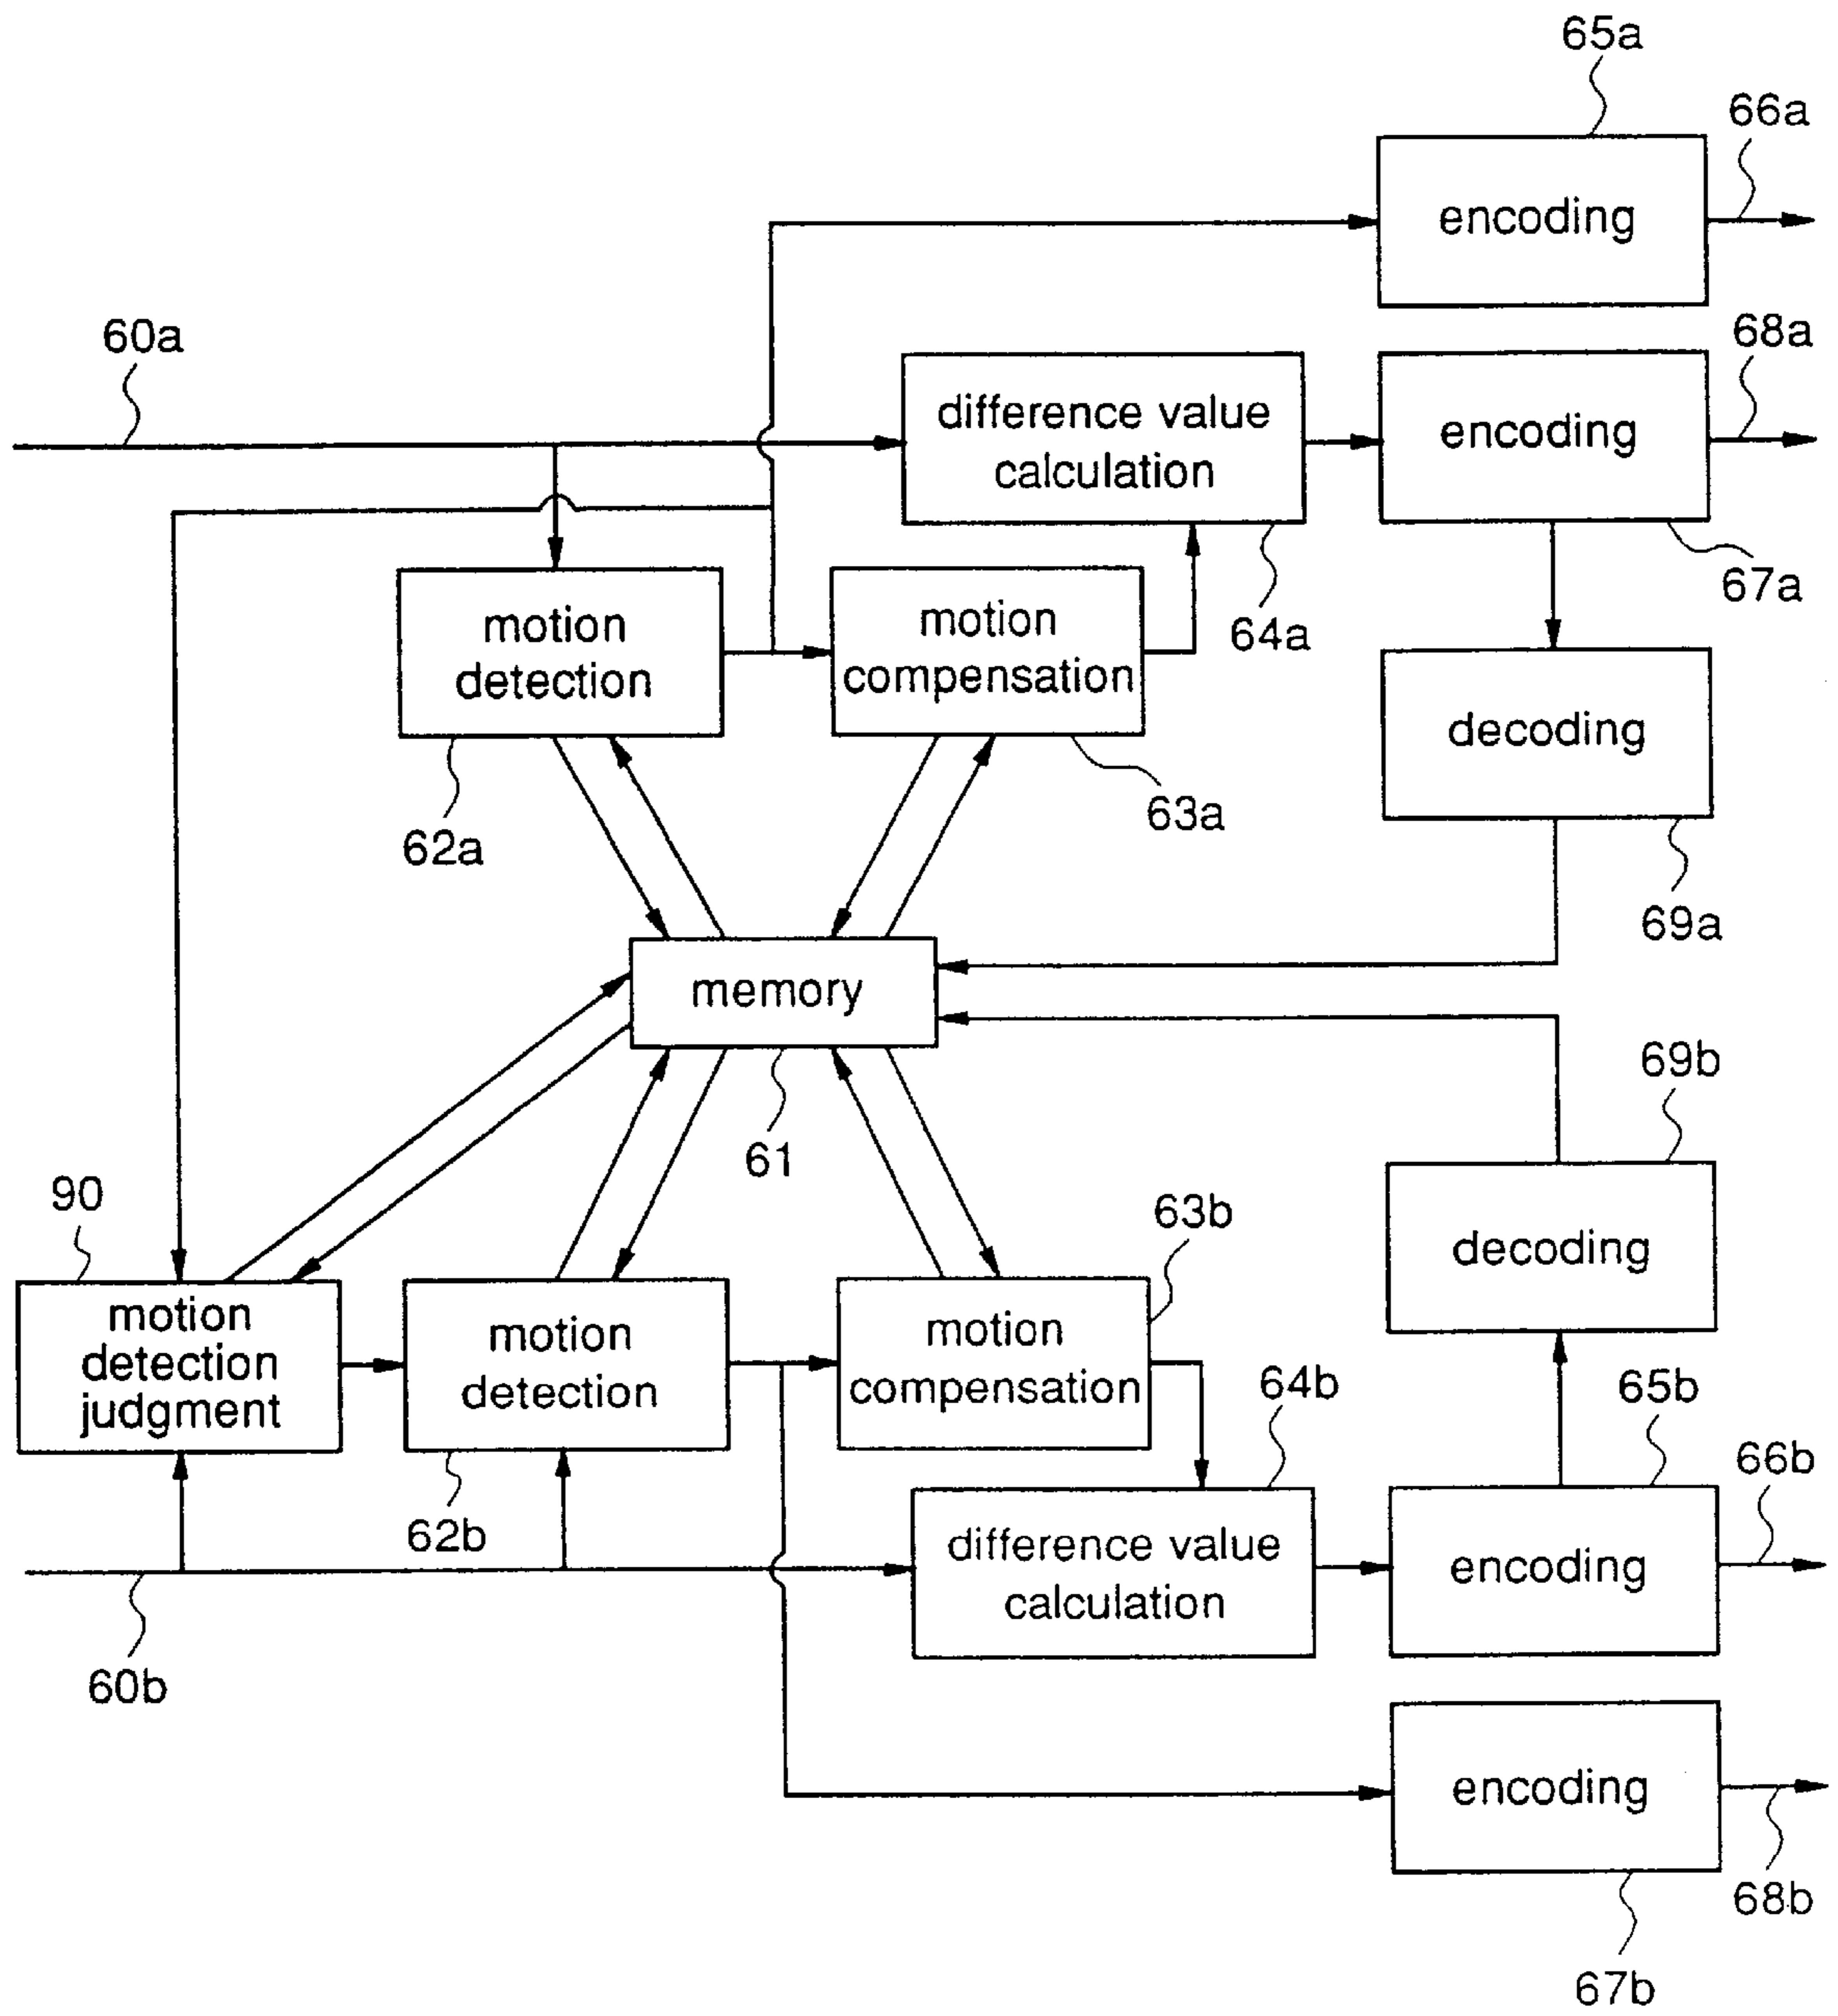 65a
66a
encoding
60a
68a
difference value
calculation
encoding
67a
motion
detection
motion
compensation
64a
decoding
62a
63a
69a
memory
61
69b
90
63b
decoding
motion
detection
judgment
motion
detection
motion
compensation
64b
65b
66b
62b
difference value
calculation
encoding
60b
encoding
68b
67b